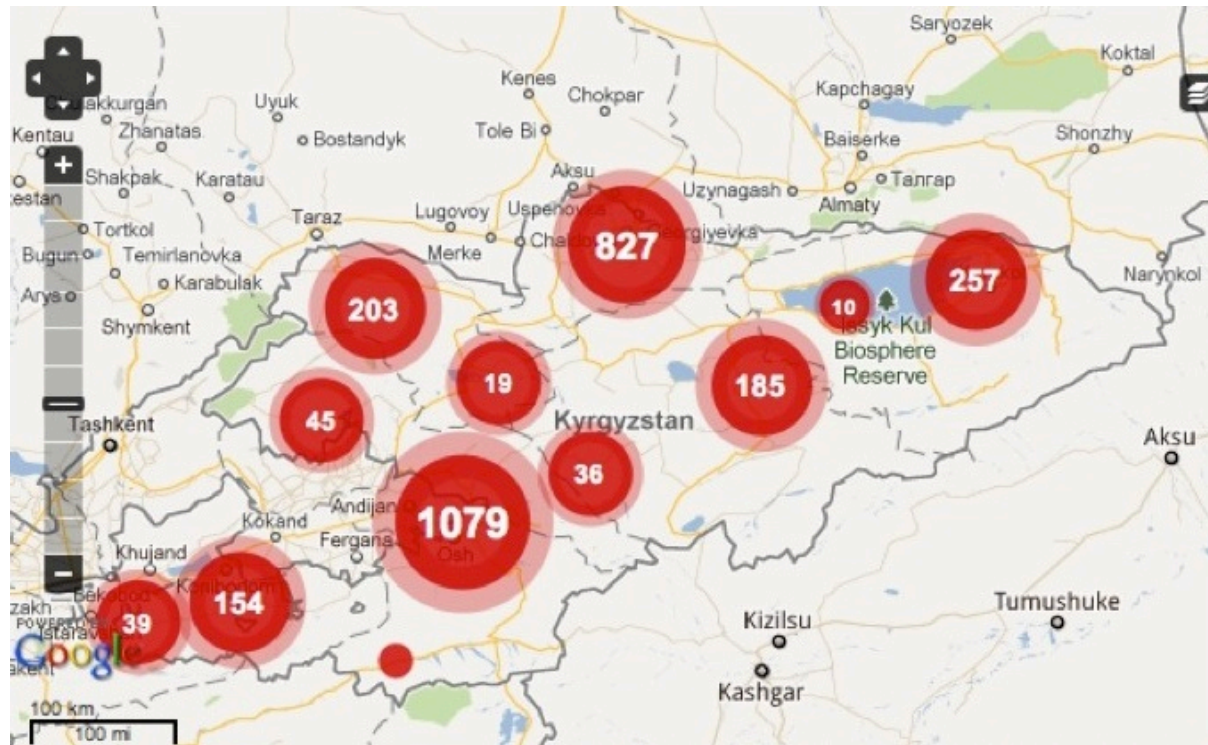 Saryozek
Koktal
Kenes
Kapchagay
Chokpar
Uyuk
Kentau
Zhanatas
Tole Bi
Bostandyk
Baiserke
Shonzhy
Aksu
Shakpak
Karatau
Uzynagash
Талгар
Almaty
Taraz
Lugovoy
Tortkol
827
Merke
Bugun
Temirlanovka
257
Narynkol
Karabulak
Arys
203
10
Shymkent
Issyk Kul
Biosphere
Reserve
19
185
45
Kyrgyzstan
Tashkent
Aksu
36
Andijan
1079
Kokand
Osh
Fergana
Khujand
154
39
Tumushuke
POWERED BY
Google
Kizilsu
Kashgar
100 km
100 mi